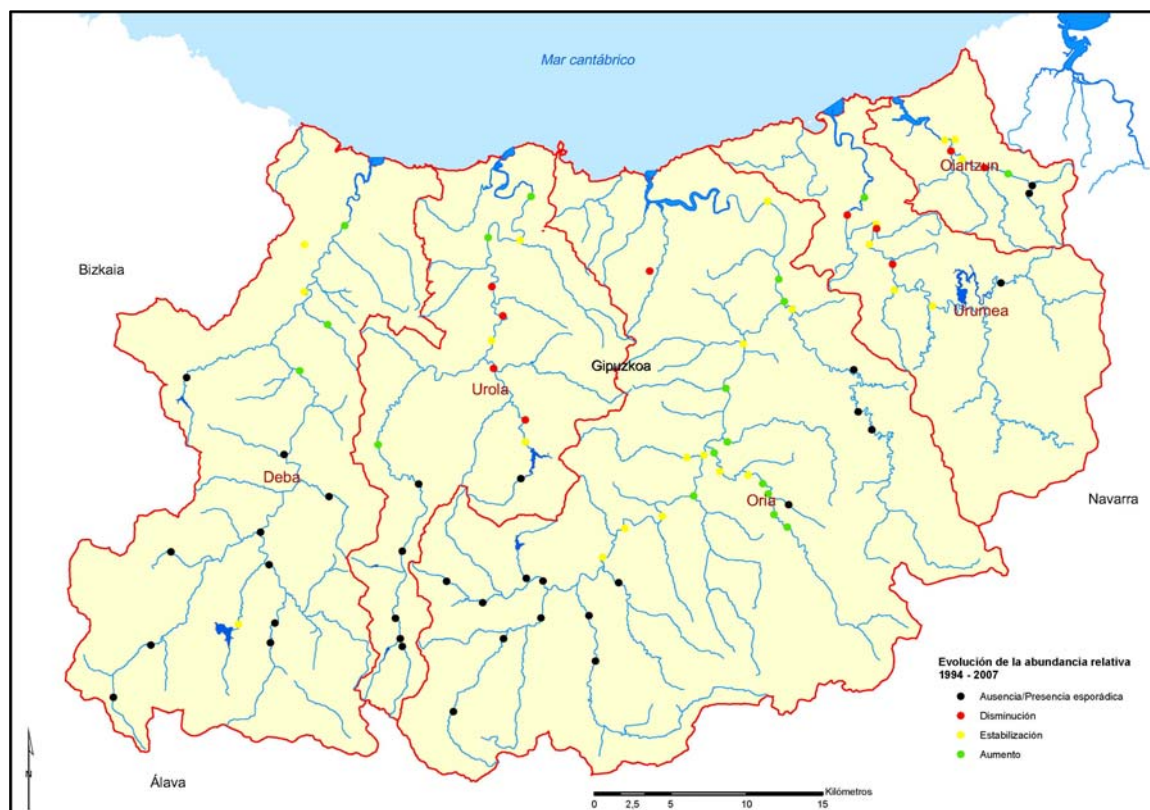 Mar cantábrico
Oiartzun
Bizkaia
Urumea
Gipuzkoa
Urola
Deba
Oria
Navarra
Álava
Evolución de la abundancia relativa
1994 - 2007
Ausencia/Presencia esporádica
Disminución
Estabilización
Aumento
N
Kilómetros
0 2,5 5 10 15